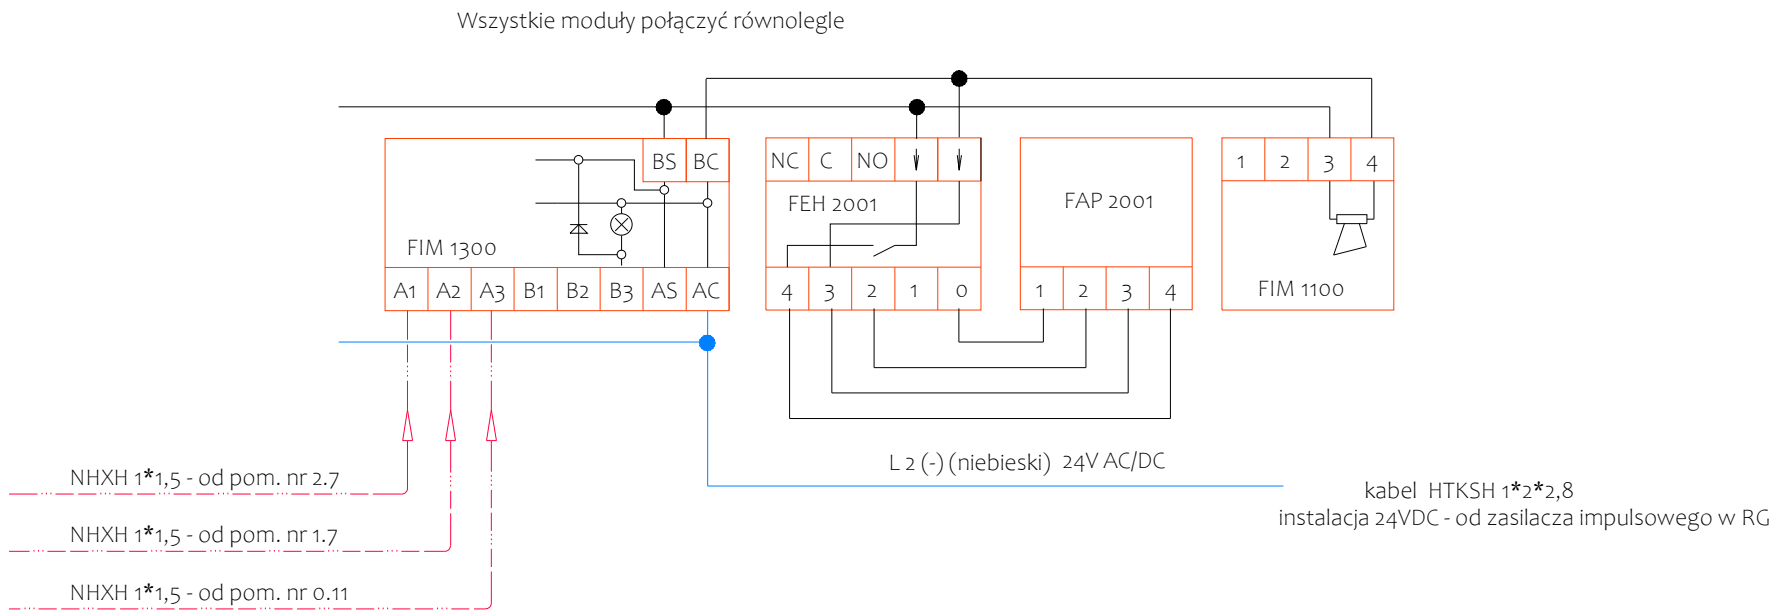 Wszystkie moduły połączyć równolegle
BS BC
NC C NO
1 2 3 4
FEH 2001
FAP 2001
FIM 1300
FIM 1100
A1 A2 A3 B1 B2 B3 AS AC
4 3 2 1 0
1 2 3 4
L 2 (-) (niebieski) 24V AC/DC
NHXH 1*1,5 - od pom. nr 2.7
kabel HTKSH 1*2*2,8
instalacja 24VDC - od zasilacza impulsowego w RG
NHXH 1*1,5 - od pom. nr 1.7
NHXH 1*1,5 - od pom. nr 0.11